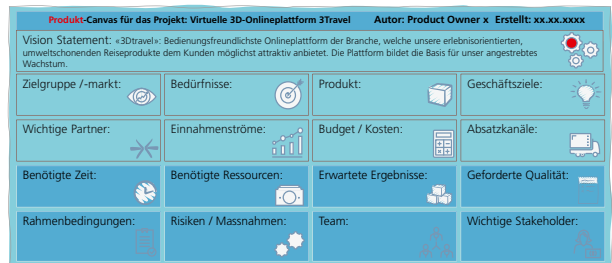 Produkt-Canvas für das Projekt: Virtuelle 3D-Onlineplattform 3Travel Autor: Product Owner x Erstellt: xx.xx.xxxx
Vision Statement: «3Dtravel»: Bedienungsfreundlichste Onlineplattform der Branche, welche unsere erlebnisorientierten,
umweltschonenden Reiseprodukte dem Kunden möglichst attraktiv anbietet. Die Plattform bildet die Basis für unser angestrebtes
Wachstum.
Zielgruppe /-markt: Bedürfnisse: Produkt: Geschäftsziele:
Wichtige Partner: Einnahmenströme: Budget / Kosten: Absatzkanäle:
Benötigte Zeit: Benötigte Ressourcen: Erwartete Ergebnisse: Geforderte Qualität:
Rahmenbedingungen: Risiken / Massnahmen: Team: Wichtige Stakeholder: